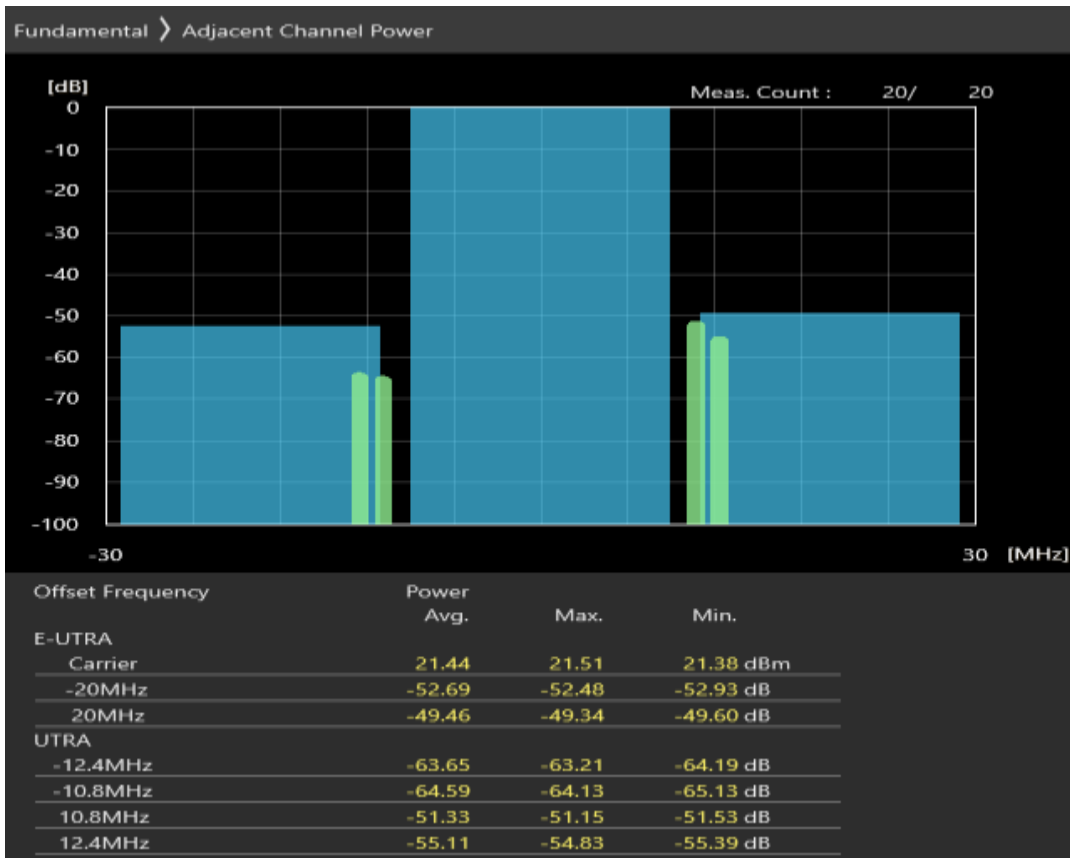 Fundamental 〉 Adjacent Channel Power
[dB]
Meas. Count : 20/ 20
0
-10
-20
-30
-40
-50
-60
-70
-80
-90
-100
-30 30 [MHz]
Offset Frequency Power
Avg. Max. Min.
E-UTRA
Carrier 21.44 21.51 21.38 dBm
-20MHz -52.69 -52.48 -52.93 dB
20MHz -49.46 -49.34 -49.60 dB
UTRA
-12.4MHz -63.65 -63.21 -64.19 dB
-10.8MHz -64.59 -64.13 -65.13 dB
10.8MHz -51.33 -51.15 -51.53 dB
12.4MHz -55.11 -54.83 -55.39 dB